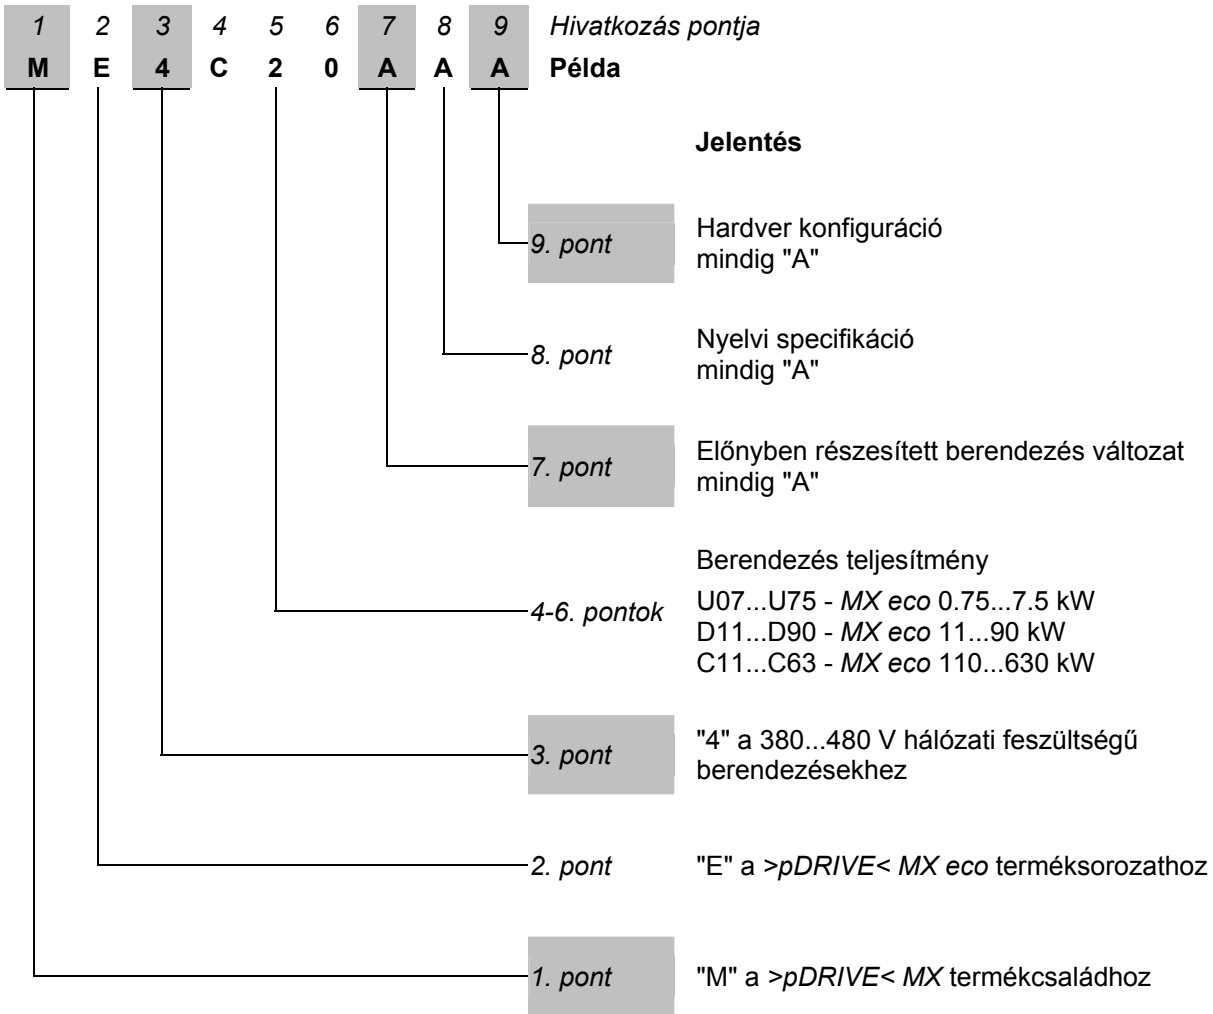 1 2 3 4 5 6 7 8 9 Hivatkozás pontja
M E 4 C 2 0 A A A Példa
Jelentés
9. pont Hardver konfiguráció
mindig "A"
8. pont Nyelvi specifikáció
mindig "A"
7. pont Előnyben részesített berendezés változat
mindig "A"
Berendezés teljesítmény
4-6. pontok U07...U75 - MX eco 0.75...7.5 kW
D11...D90 - MX eco 11...90 kW
C11...C63 - MX eco 110...630 kW
3. pont "4" a 380...480 V hálózati feszültségű
berendezésekhez
2. pont "E" a >pDRIVE< MX eco terméksorozathoz
1. pont "M" a >pDRIVE< MX termékcsaládhoz